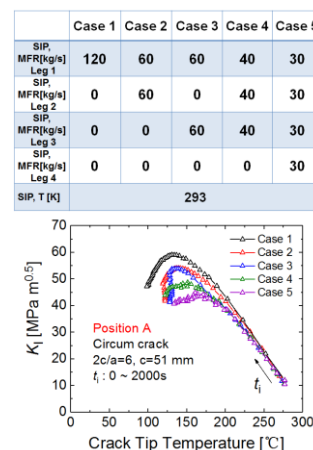 Case 1 Case 2 Case 3 Case 4 Case 5
SIP,
MFR[kg/s]
Leg 1
120 60 60 40 30
SIP,
MFR[kg/s]
Leg 2
0 60 0 40 30
SIP,
MFR[kg/s]
Leg 3
0 0 60 40 30
SIP,
MFR[kg/s]
Leg 4
0 0 0 0 30
SIP, T [K] 293
70
60
50
40
30
20
10
0
K_I [MPa m^0.5]
Case 1
Case 2
Case 3
Case 4
Case 5
Position A
Circum crack
2c/a=6, c=51 mm
t_i : 0 ~ 2000s
t_i
0 50 100 150 200 250 300
Crack Tip Temperature [℃]